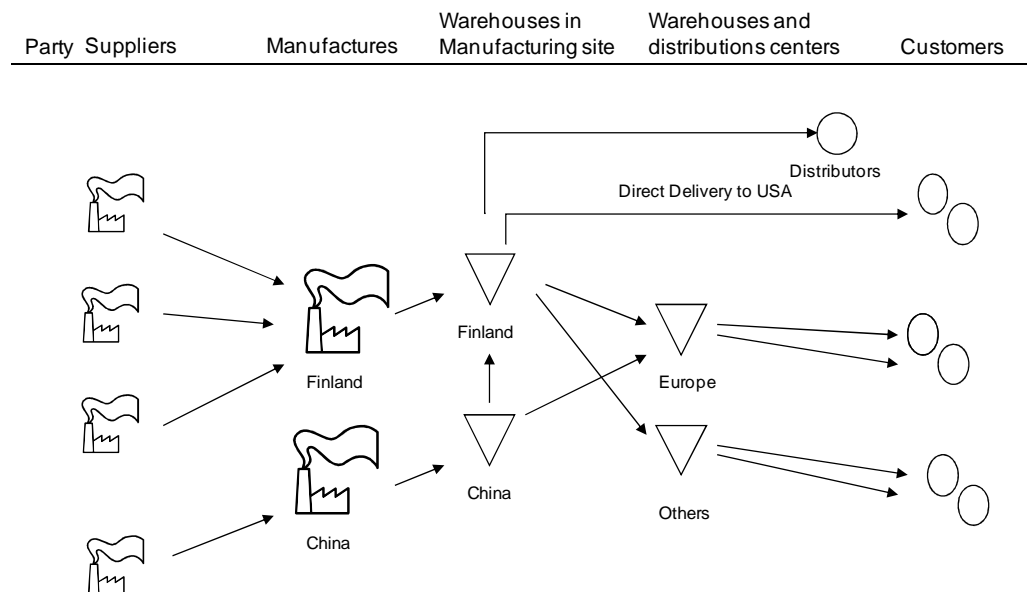 Party Suppliers Manufactures Warehouses in Manufacturing site Warehouses and distributions centers Customers
Distributors
Direct Delivery to USA
Finland
Finland
Europe
China
Others
China